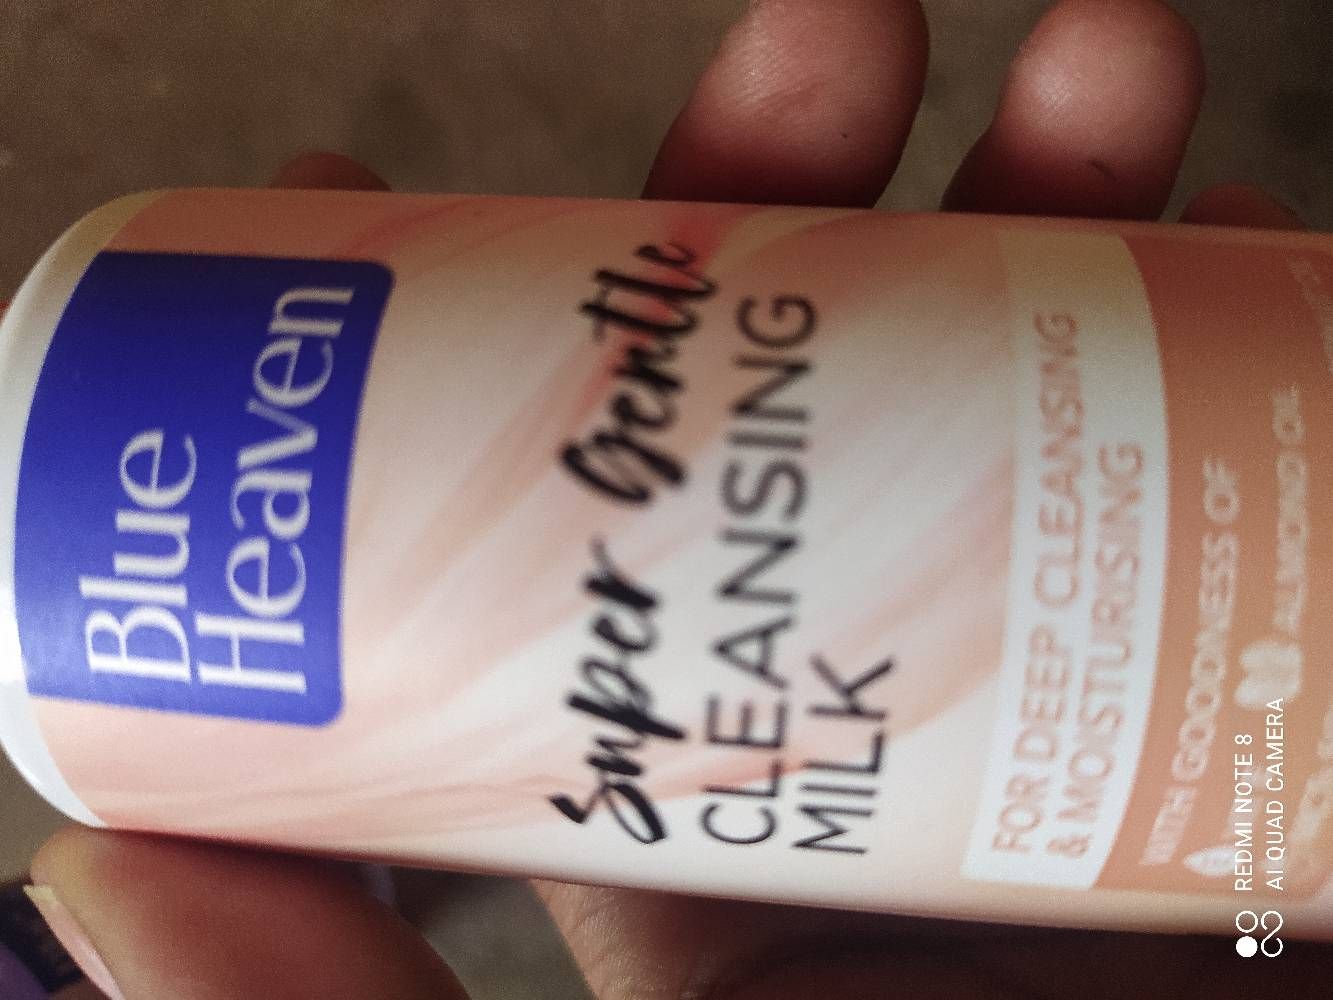 Blue
Heaven
Super Gentle
CLEANSING
MILK
FOR DEEP CLEANSING
& MOISTURISING
WITH GOODNESS OF
ALMOND OIL
REDMI NOTE 8
AI QUAD CAMERA